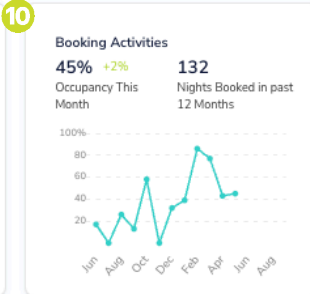 10
Booking Activities
45% +2%
Occupancy This
Month
132
Nights Booked in past
12 Months
100%
80
60
40
20
Jun Aug Oct Dec Feb Apr Jun Aug